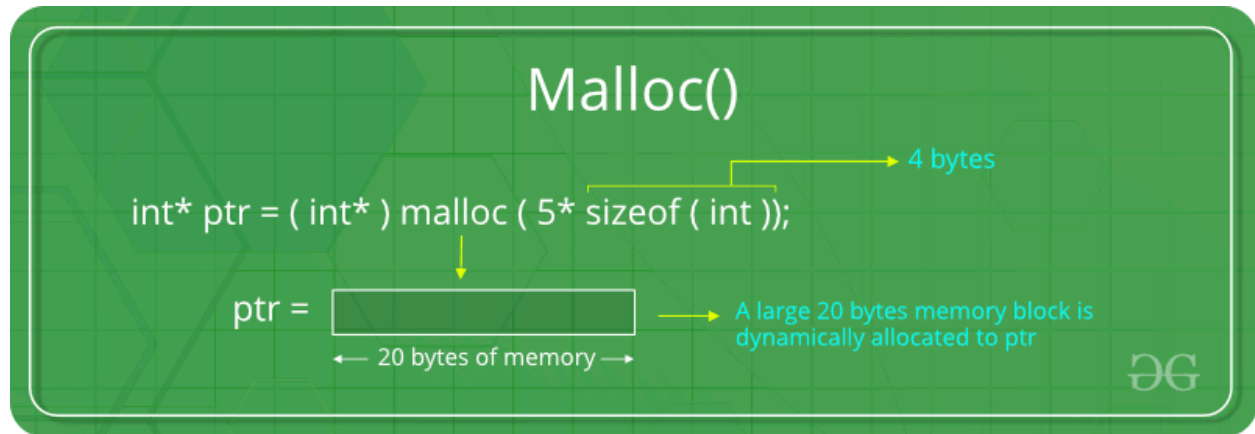 Malloc()
4 bytes
int* ptr = ( int* ) malloc ( 5* sizeof ( int ));
ptr =
A large 20 bytes memory block is
dynamically allocated to ptr
20 bytes of memory